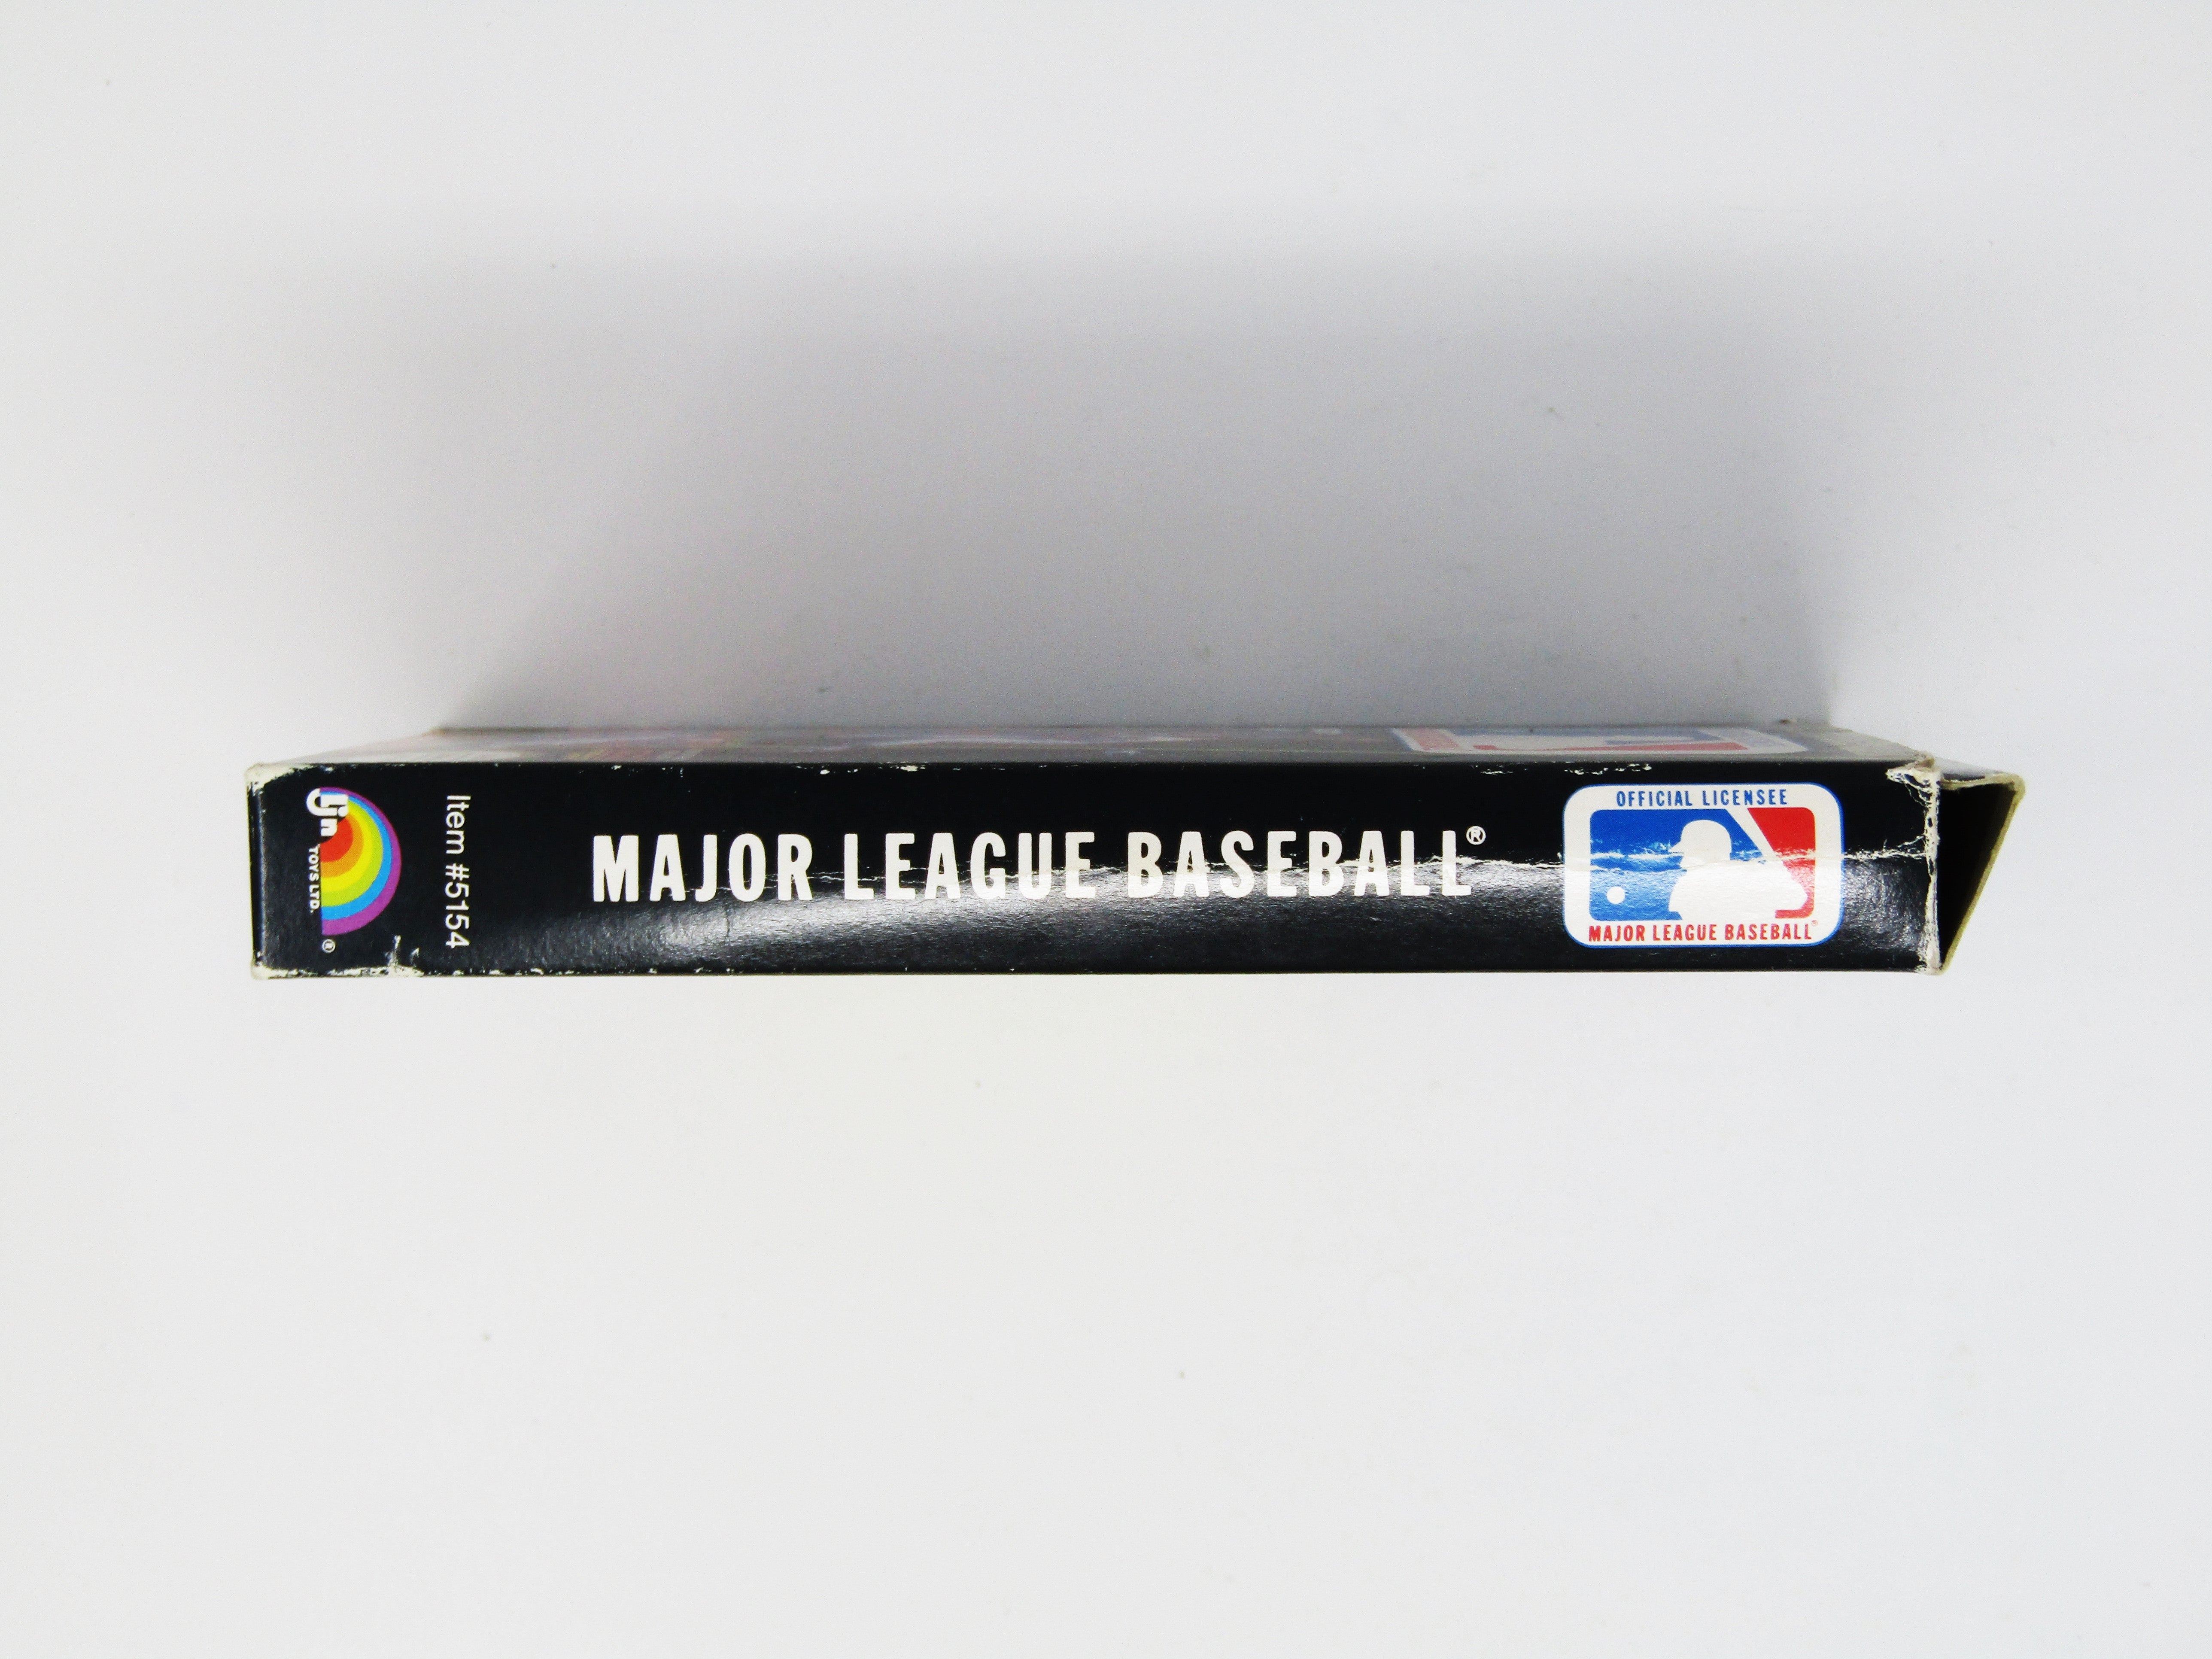 ljn
TOYS LTD.
®
Item #5154
MAJOR LEAGUE BASEBALL®
OFFICIAL LICENSEE
MAJOR LEAGUE BASEBALL®